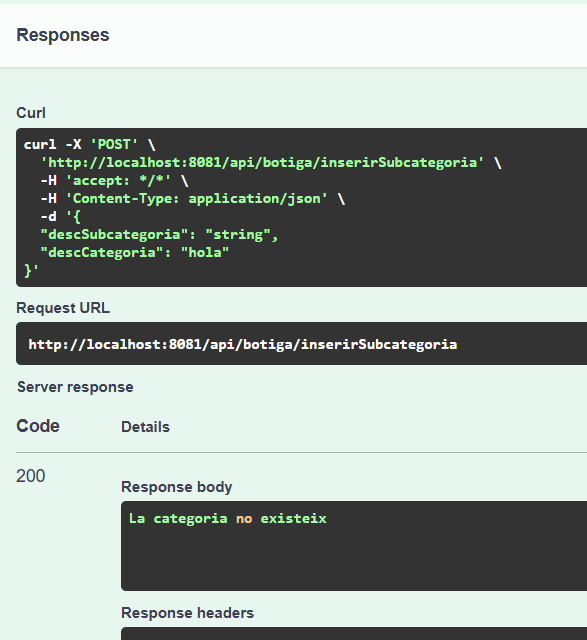 Responses
Curl
curl -X 'POST' \
  'http://localhost:8081/api/botiga/inserirSubcategoria' \
  -H 'accept: */*' \
  -H 'Content-Type: application/json' \
  -d '{
  "descSubcategoria": "string",
  "descCategoria": "hola"
}'
Request URL
http://localhost:8081/api/botiga/inserirSubcategoria
Server response
Code Details
200
Response body
La categoria no existeix
Response headers